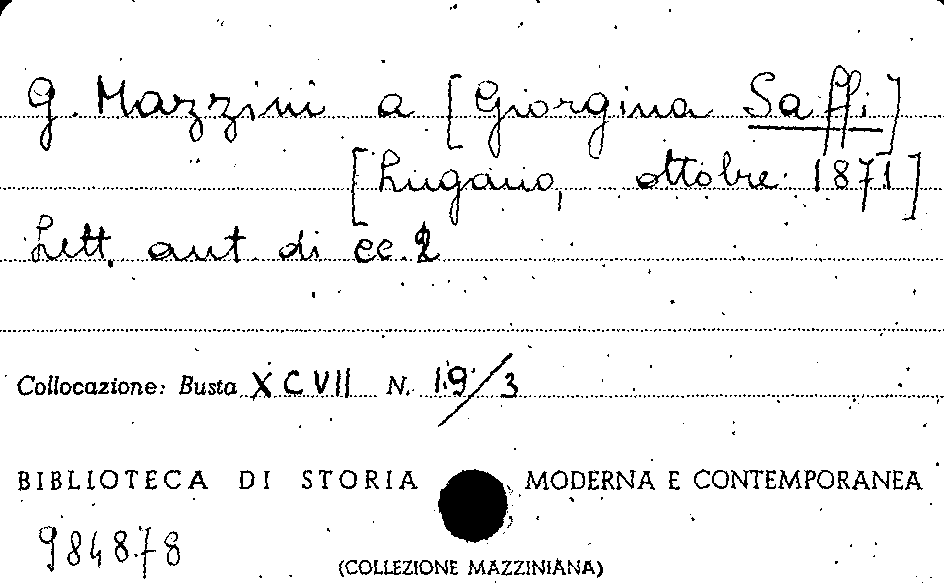 G. Mazzini a [Giorgina Saffi]
[Lugano, ottobre 1871]
Lett. aut. di cc. 2
Collocazione: Busta XCVII N. 19/3
BIBLIOTECA DI STORIA MODERNA E CONTEMPORANEA
984878
(COLLEZIONE MAZZINIANA)